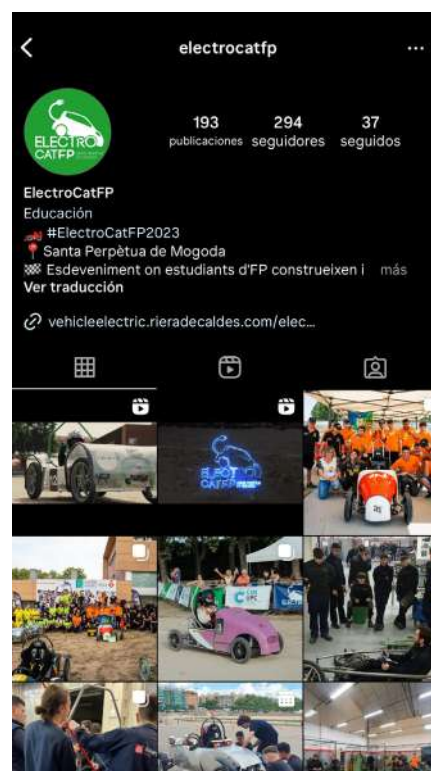 electrocatfp
ELECTRO
CATFP
193
294
37
publicaciones
seguidores
seguidos
ElectroCatFP
Educación
#ElectroCatFP2023
Santa Perpètua de Mogoda
Esdeveniment on estudiants d'FP construeixen i más
Ver traducción
vehicleelectric.rieradecaldes.com/elec...
ELECTRO
CATFP